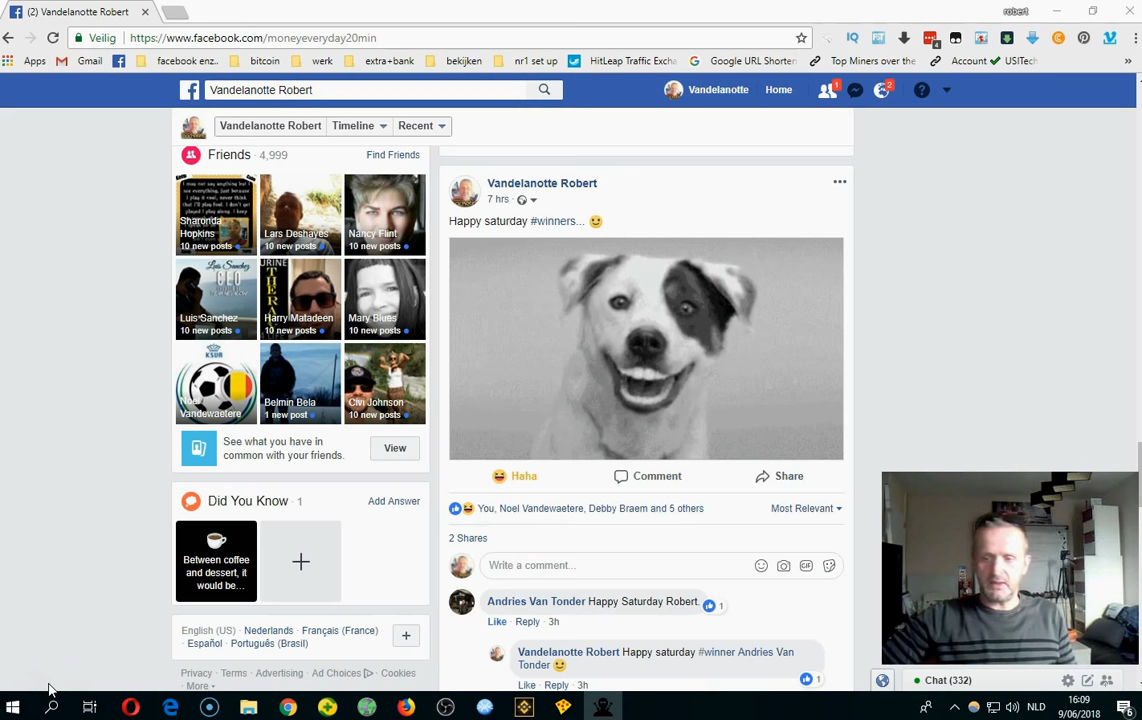 (2) Vandelanotte Robert
robert
Veilig
https://www.facebook.com/moneyeveryday20min
Apps Gmail facebook enz.. bitcoin werk extra+bank bekijken nr1 set up HitLeap Traffic Excha Google URL Shorten Top Miners over the Account ✔ USITech »
Vandelanotte Robert
Vandelanotte Home 1 2
Vandelanotte Robert Timeline Recent
Friends · 4,999 Find Friends
Sharonda Hopkins
10 new posts
Lars Deshayes
10 new posts
Nancy Flint
10 new posts
Luis Sanchez
10 new posts
Harry Matadeen
10 new posts
Mary Blues
10 new posts
KSVR
Noel Vandewaetere
Belmin Bela
1 new post
Civi Johnson
10 new posts
See what you have in
common with your friends.
View
Did You Know · 1 Add Answer
Between coffee
and dessert, it
would be...
English (US) · Nederlands · Français (France) ·
Español · Português (Brasil)
Privacy · Terms · Advertising · Ad Choices · Cookies ·
More
Vandelanotte Robert
7 hrs ·
Happy saturday #winners...
Haha Comment Share
You, Noel Vandewaetere, Debby Braem and 5 others
Most Relevant
2 Shares
Write a comment...
Andries Van Tonder Happy Saturday Robert.
1
Like · Reply · 3h
Vandelanotte Robert Happy saturday #winner Andries Van
Tonder
1
Like · Reply · 3h
Chat (332)
NLD
16:09
9/06/2018
6